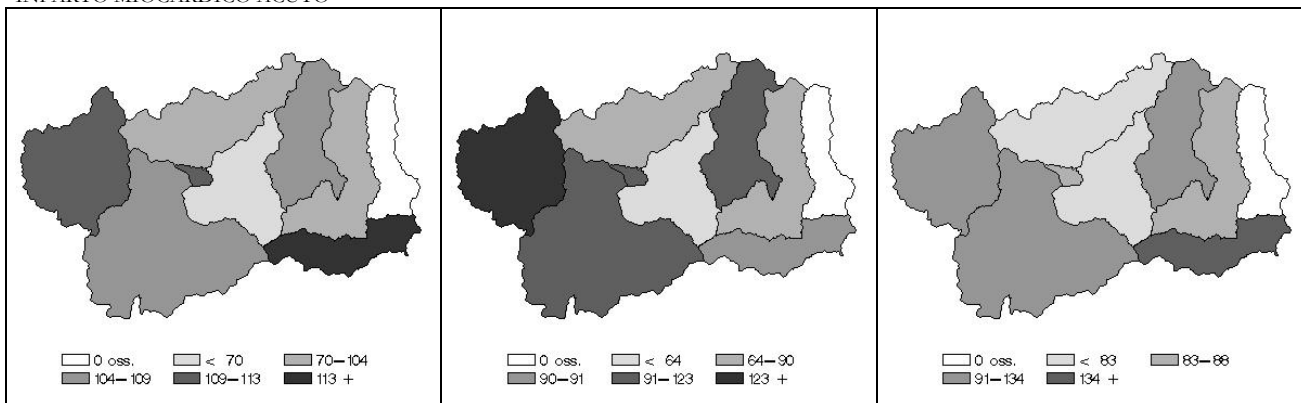 INFARTO MIOCARDICO ACUTO
0 oss. < 70 70-104
104-109 109-113 113 +
0 oss. < 64 64-90
90-91 91-123 123 +
0 oss. < 83 83-88
91-134 134 +